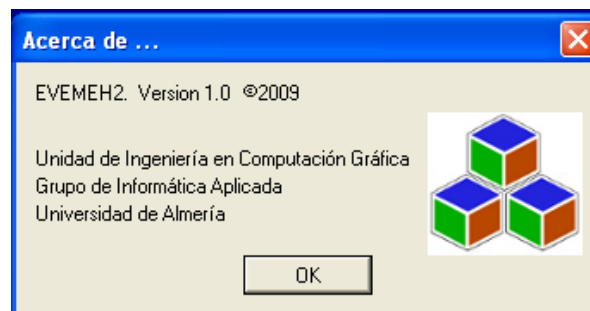 Acerca de ...
EVEMEH2. Version 1.0 ©2009
Unidad de Ingeniería en Computación Gráfica
Grupo de Informática Aplicada
Universidad de Almería
OK